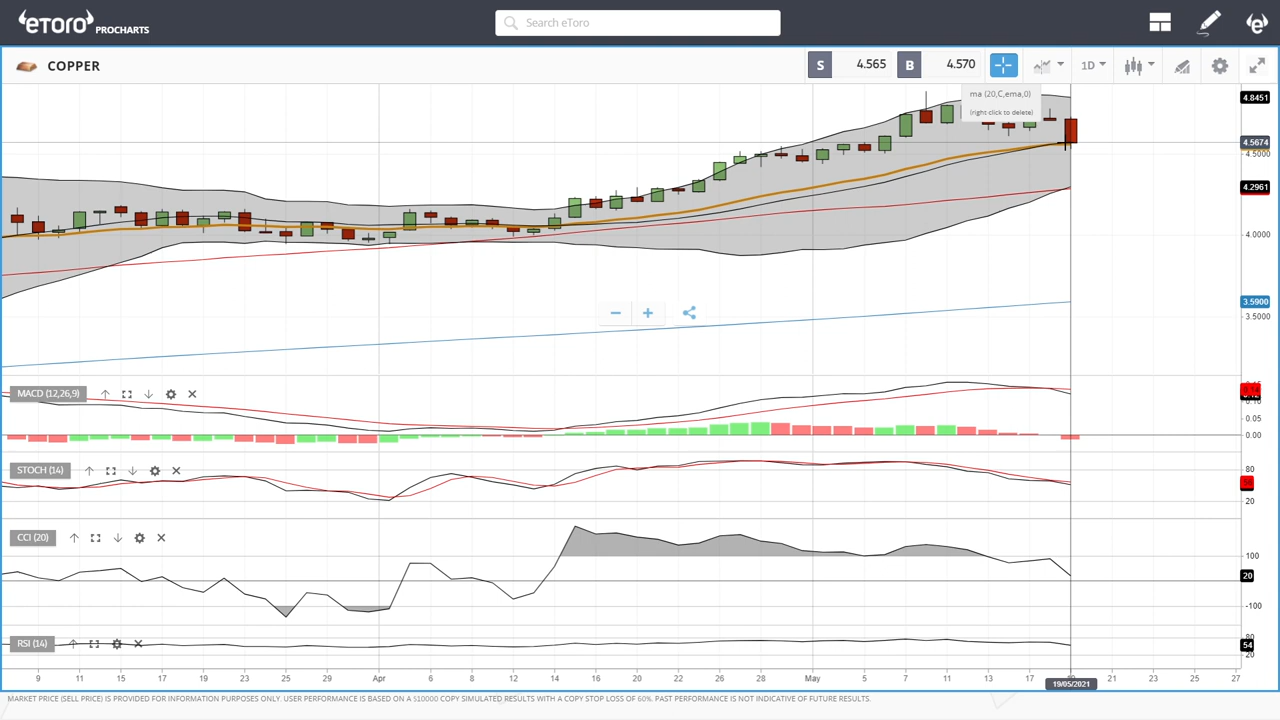 eToro PROCHARTS
Search eToro
COPPER
S 4.565 B 4.570 1D
ma (20,C,ema,0)
(right-click to delete)
4.8451
4.5674
4.5000
4.2961
4.0000
3.5900
3.5000
MACD (12,26,9)
0.10
0.05
0.00
STOCH (14)
80
20
CCI (20)
100
20
-100
RSI (14)
80
54
20
9 11 15 17 19 23 25 29 Apr 6 8 12 14 16 20 22 26 28 May 5 7 11 13 17 21 23 25 27
19/05/2021
MARKET PRICE (SELL PRICE) IS PROVIDED FOR INFORMATION PURPOSES ONLY. USER PERFORMANCE IS BASED ON A $10000 COPY SIMULATED RESULTS WITH A COPY STOP LOSS OF 60%. PAST PERFORMANCE IS NOT INDICATIVE OF FUTURE RESULTS.